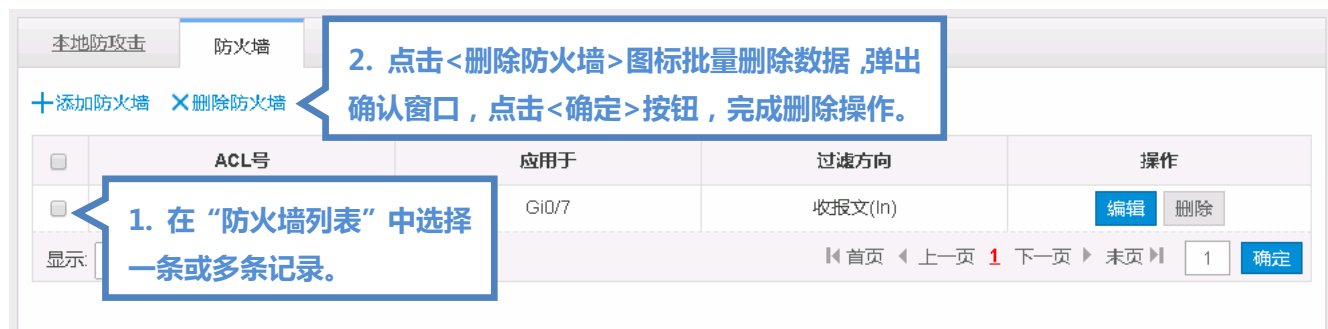 本地防攻击 防火墙
2. 点击<删除防火墙>图标批量删除数据 ,弹出
确认窗口，点击<确定>按钮，完成删除操作。
添加防火墙 删除防火墙
ACL号 应用于 过滤方向 操作
Gi0/7 收报文(In) 编辑 删除
1. 在“防火墙列表”中选择
一条或多条记录。
显示: 首页 上一页 1 下一页 末页 1 确定